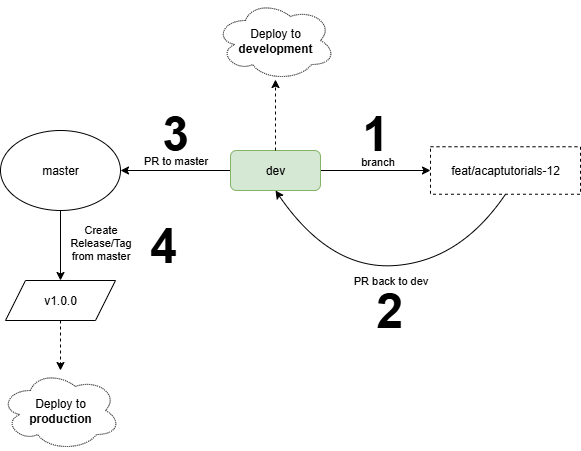 Deploy to
development
3
PR to master
1
branch
master
dev
feat/acaptutorials-12
Create
Release/Tag
from master
4
PR back to dev
2
v1.0.0
Deploy to
production